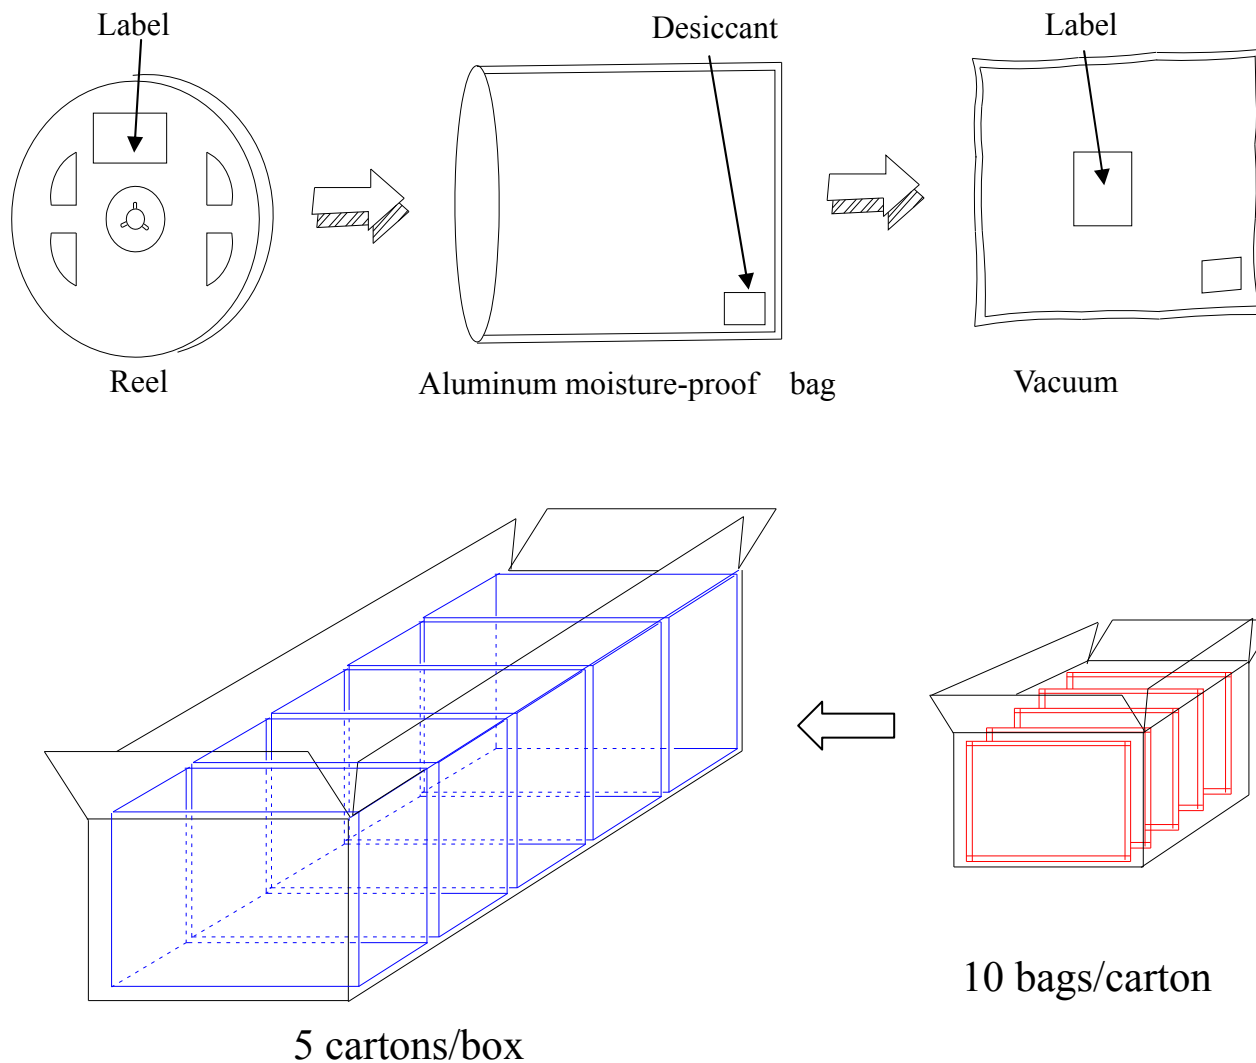 Label
Desiccant
Label
Reel
Aluminum moisture-proof bag
Vacuum
10 bags/carton
5 cartons/box